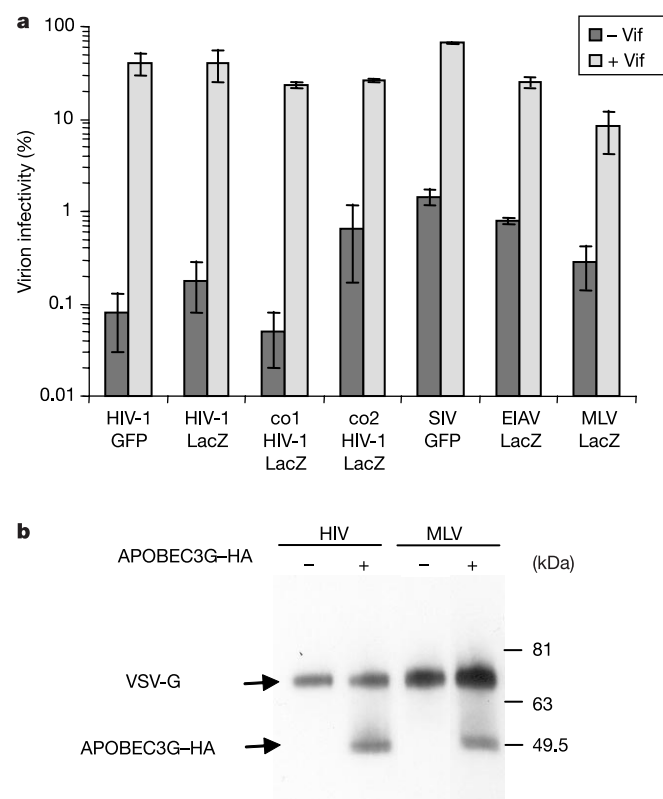 a
Virion infectivity (%)
100
10
1
0.1
0.01
– Vif
+ Vif
HIV-1 GFP
HIV-1 LacZ
co1 HIV-1 LacZ
co2 HIV-1 LacZ
SIV GFP
EIAV LacZ
MLV LacZ
b
HIV MLV
APOBEC3G–HA – + – + (kDa)
81
VSV-G
63
APOBEC3G–HA 49.5